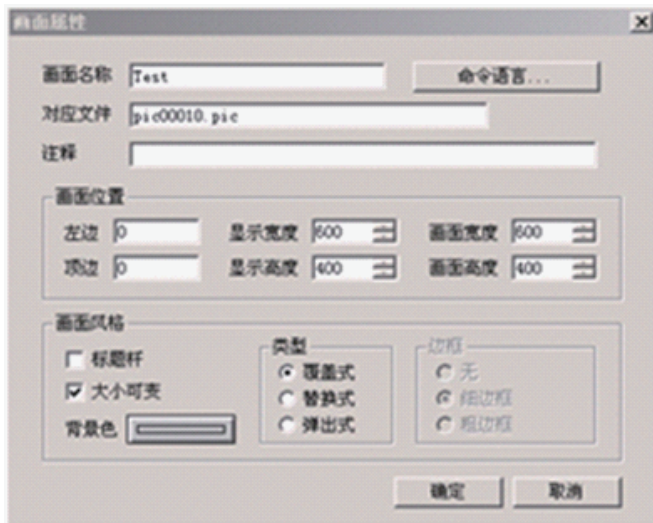 画面属性
画面名称 Test 命令语言...
对应文件 pic00010.pic
注释
画面位置
左边 0 显示宽度 600 画面宽度 600
顶边 0 显示高度 400 画面高度 400
画面风格
标题杆 类型 边框
大小可变 覆盖式 无
背景色 替换式 细边框
弹出式 粗边框
确定 取消